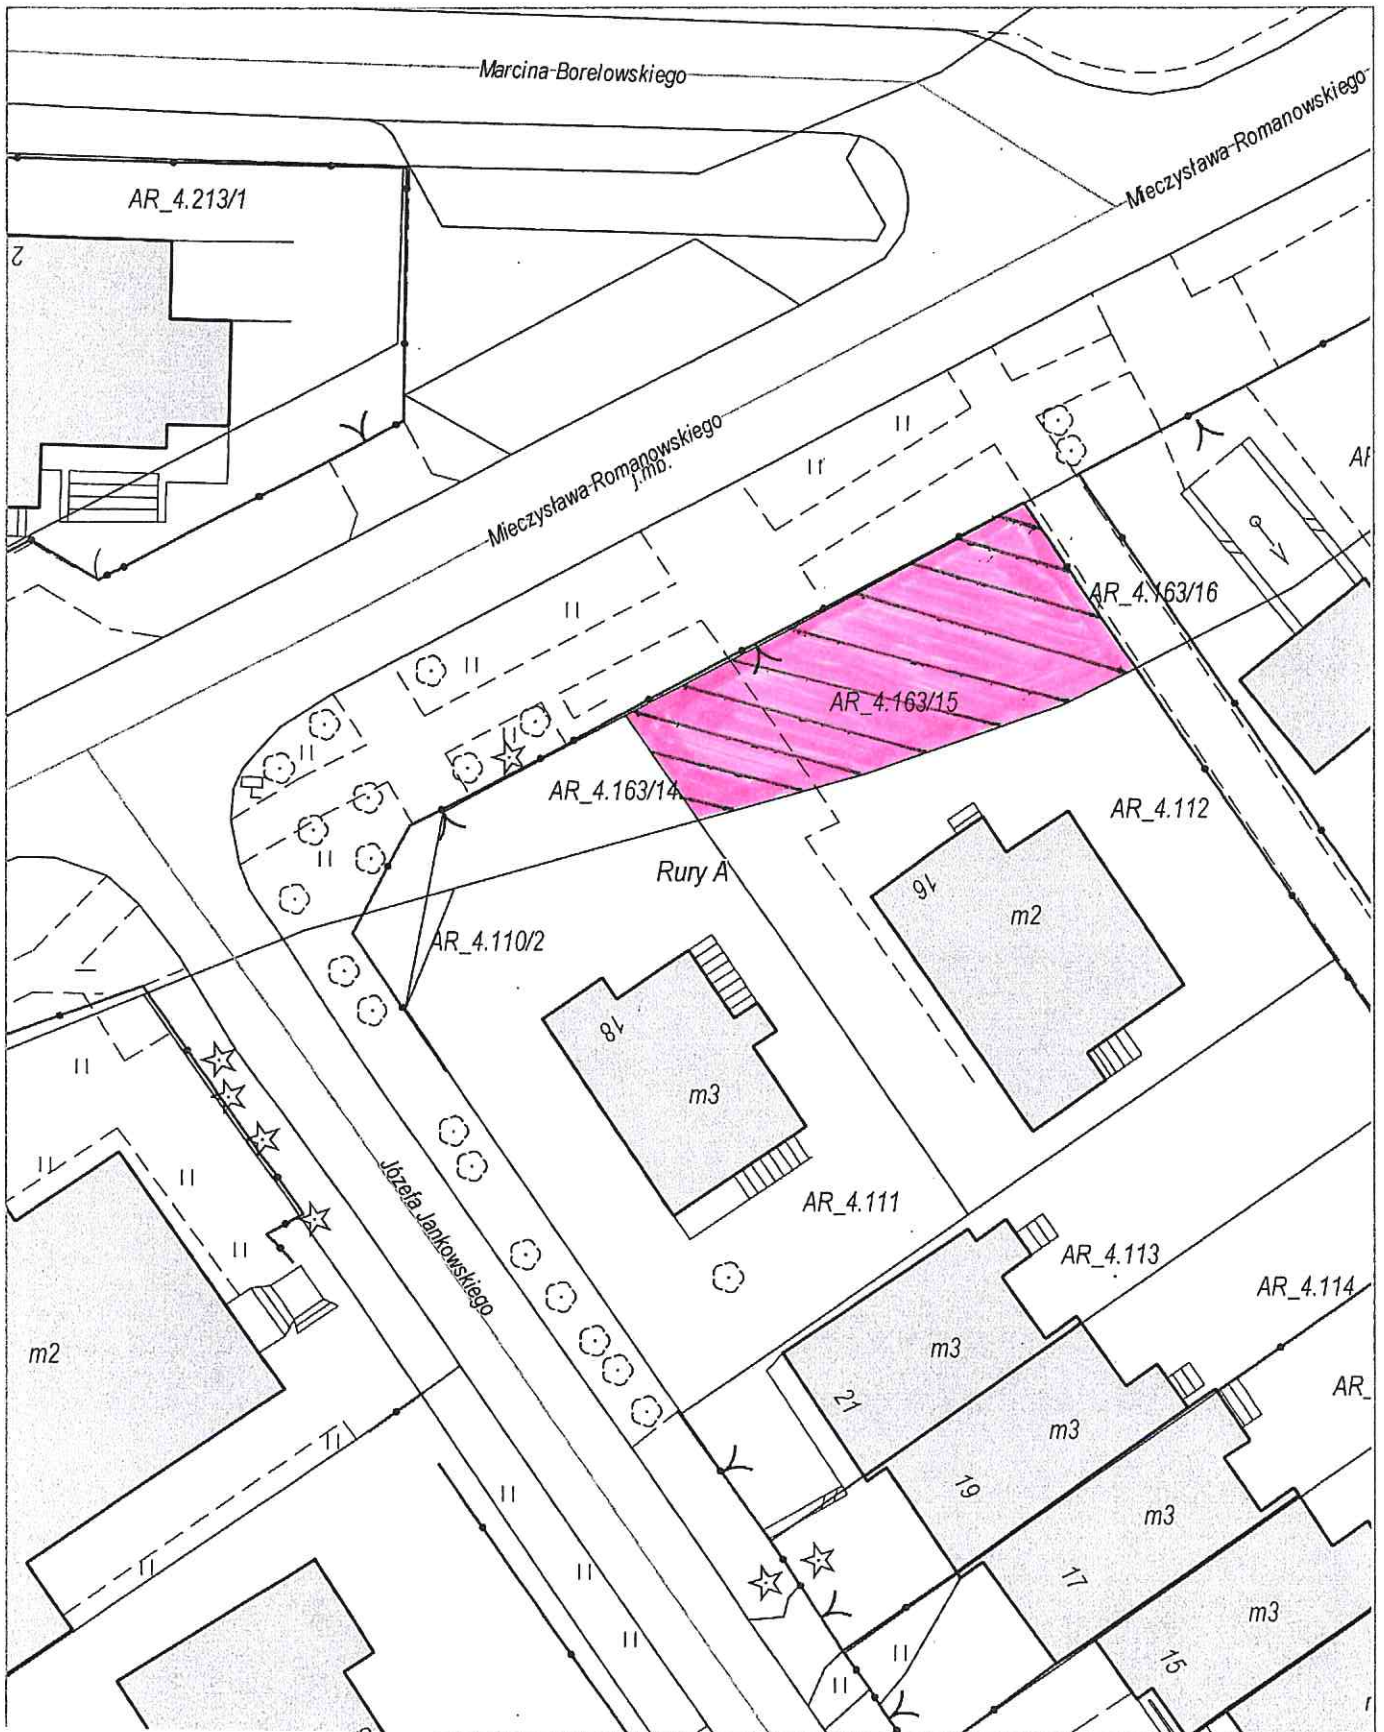 Marcina-Borelowskiego
Mieczysława-Romanowskiego
AR_4.213/1
2
Mieczysława-Romanowskiego
j.mb.
AR_4.163/16
AR_4.163/15
AR_4.163/14
AR_4.112
Rury A
16
m2
AR_4.110/2
18
m3
Józefa Jankowskiego
AR_4.111
AR_4.113
AR_4.114
m2
m3
21
AR_
m3
19
m3
17
m3
15